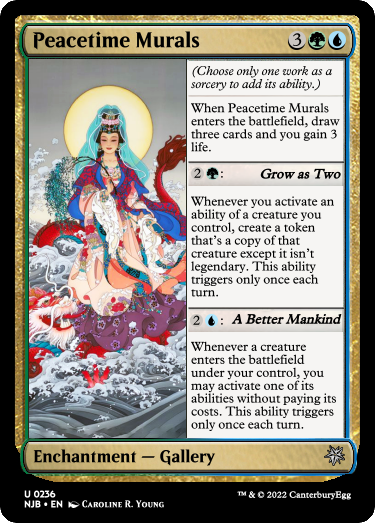 Peacetime Murals 3
(Choose only one work as a
sorcery to add its ability.)
When Peacetime Murals
enters the battlefield, draw
three cards and you gain 3
life.
2 : Grow as Two
Whenever you activate an
ability of a creature you
control, create a token
that's a copy of that
creature except it isn't
legendary. This ability
triggers only once each
turn.
2 : A Better Mankind
Whenever a creature
enters the battlefield
under your control, you
may activate one of its
abilities without paying its
costs. This ability triggers
only once each turn.
Enchantment — Gallery
U 0236
NJB • EN Caroline R. Young
™ & © 2022 CanterburyEgg